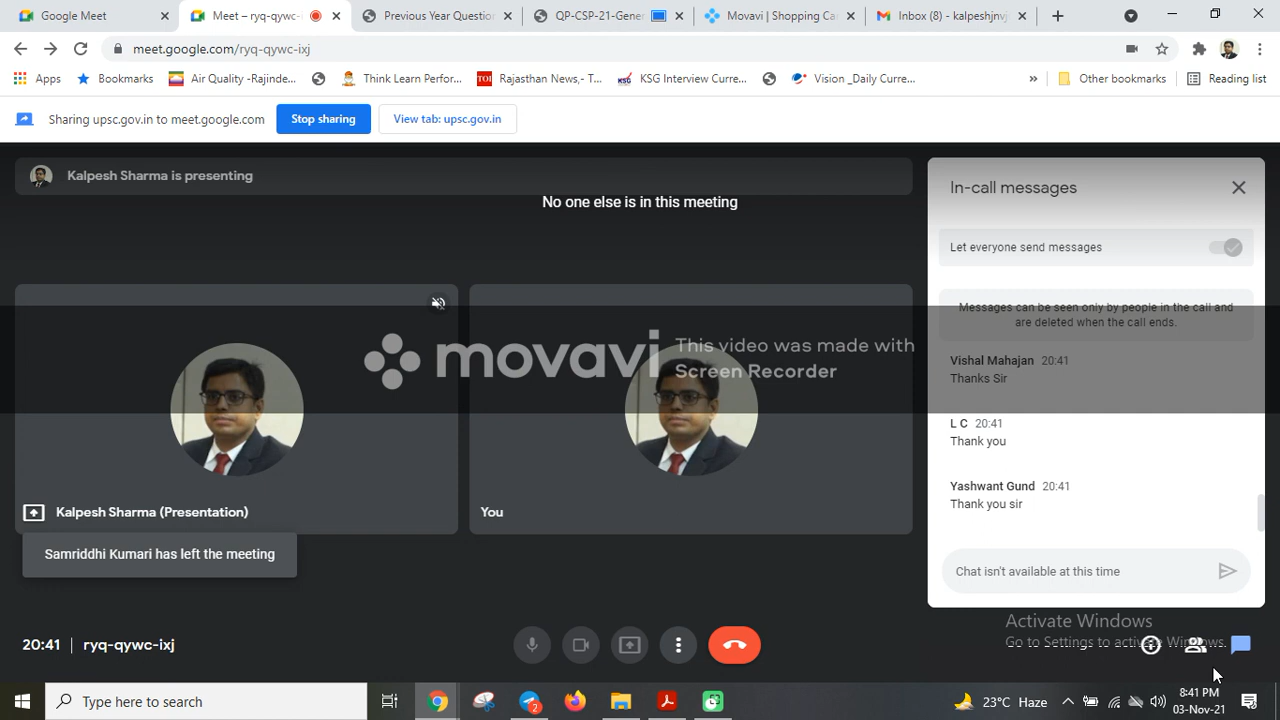 Google Meet
Meet – ryq-qywc-
Previous Year Questio
QP-CSP-21-Gene
Movavi | Shopping Ca
Inbox (8) - kalpeshjnvj
meet.google.com/ryq-qywc-ixj
Apps
Bookmarks
Air Quality -Rajinde...
Think Learn Perfor...
TOI
Rajasthan News,- T...
KSG
KSG Interview Curre...
Vision _Daily Curre...
»
Other bookmarks
Reading list
Sharing upsc.gov.in to meet.google.com
Stop sharing
View tab: upsc.gov.in
Kalpesh Sharma is presenting
No one else is in this meeting
In-call messages
Let everyone send messages
Messages can be seen only by people in the call and
are deleted when the call ends.
movavi
This video was made with
Screen Recorder
Vishal Mahajan 20:41
Thanks Sir
L C 20:41
Thank you
Yashwant Gund 20:41
Thank you sir
Kalpesh Sharma (Presentation)
You
Samriddhi Kumari has left the meeting
Chat isn't available at this time
Activate Windows
Go to Settings to activate Windows.
20:41
ryq-qywc-ixj
Type here to search
2
23°C Haze
8:41 PM
03-Nov-21